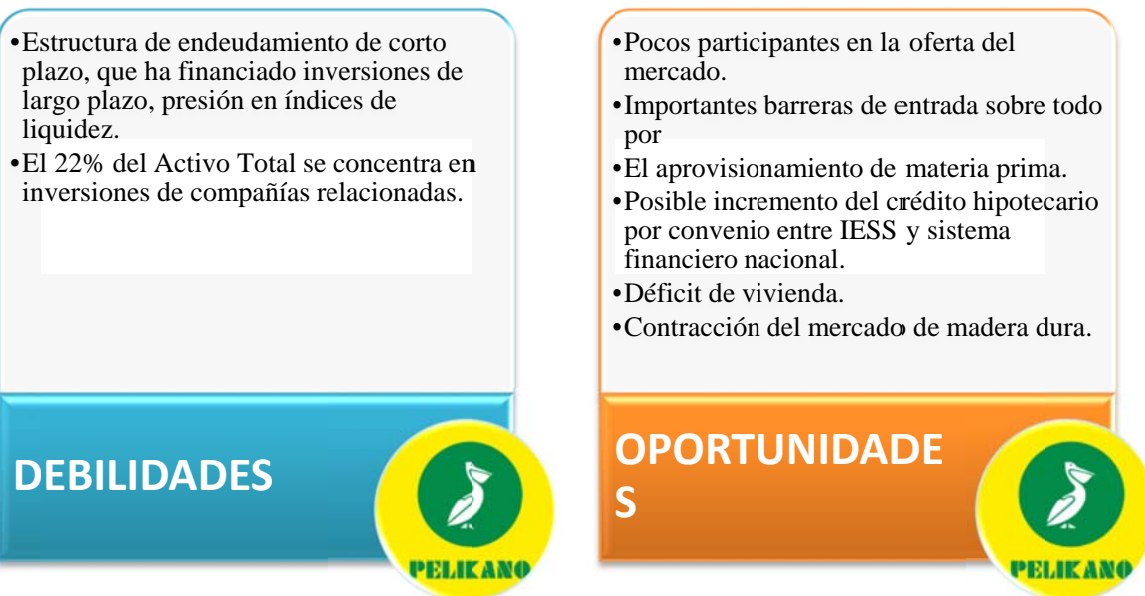 •Estructura de endeudamiento de corto
plazo, que ha financiado inversiones de
largo plazo, presión en índices de
liquidez.
•El 22% del Activo Total se concentra en
inversiones de compañías relacionadas.
DEBILIDADES
PELIKANO
•Pocos participantes en la oferta del
mercado.
•Importantes barreras de entrada sobre todo
por
•El aprovisionamiento de materia prima.
•Posible incremento del crédito hipotecario
por convenio entre IESS y sistema
financiero nacional.
•Déficit de vivienda.
•Contracción del mercado de madera dura.
OPORTUNIDADE
S
PELIKANO